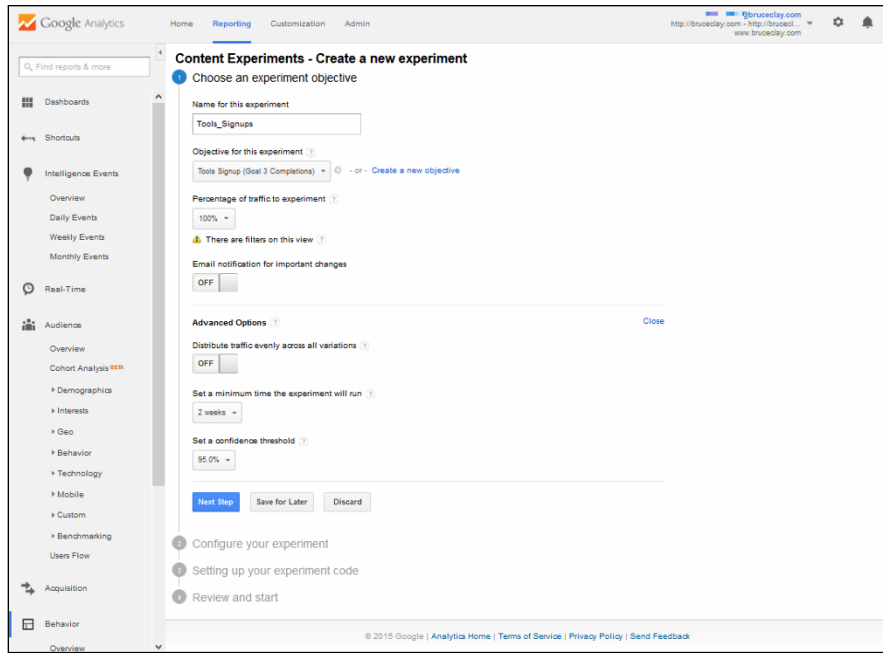 Google Analytics
Home Reporting Customization Admin
bruceclay.com
http://bruceclay.com - http://brucecl...
www.bruceclay.com
Find reports & more
Dashboards
Shortcuts
Intelligence Events
Overview
Daily Events
Weekly Events
Monthly Events
Real-Time
Audience
Overview
Cohort Analysis BETA
Demographics
Interests
Geo
Behavior
Technology
Mobile
Custom
Benchmarking
Users Flow
Acquisition
Behavior
Overview
Content Experiments - Create a new experiment
1 Choose an experiment objective
Name for this experiment
Tools_Signups
Objective for this experiment ?
Tools Signup (Goal 3 Completions) - or - Create a new objective
Percentage of traffic to experiment ?
100%
There are filters on this view ?
Email notification for important changes
OFF
Advanced Options ? Close
Distribute traffic evenly across all variations ?
OFF
Set a minimum time the experiment will run ?
2 weeks
Set a confidence threshold ?
95.0%
Next Step Save for Later Discard
2 Configure your experiment
3 Setting up your experiment code
4 Review and start
© 2015 Google | Analytics Home | Terms of Service | Privacy Policy | Send Feedback